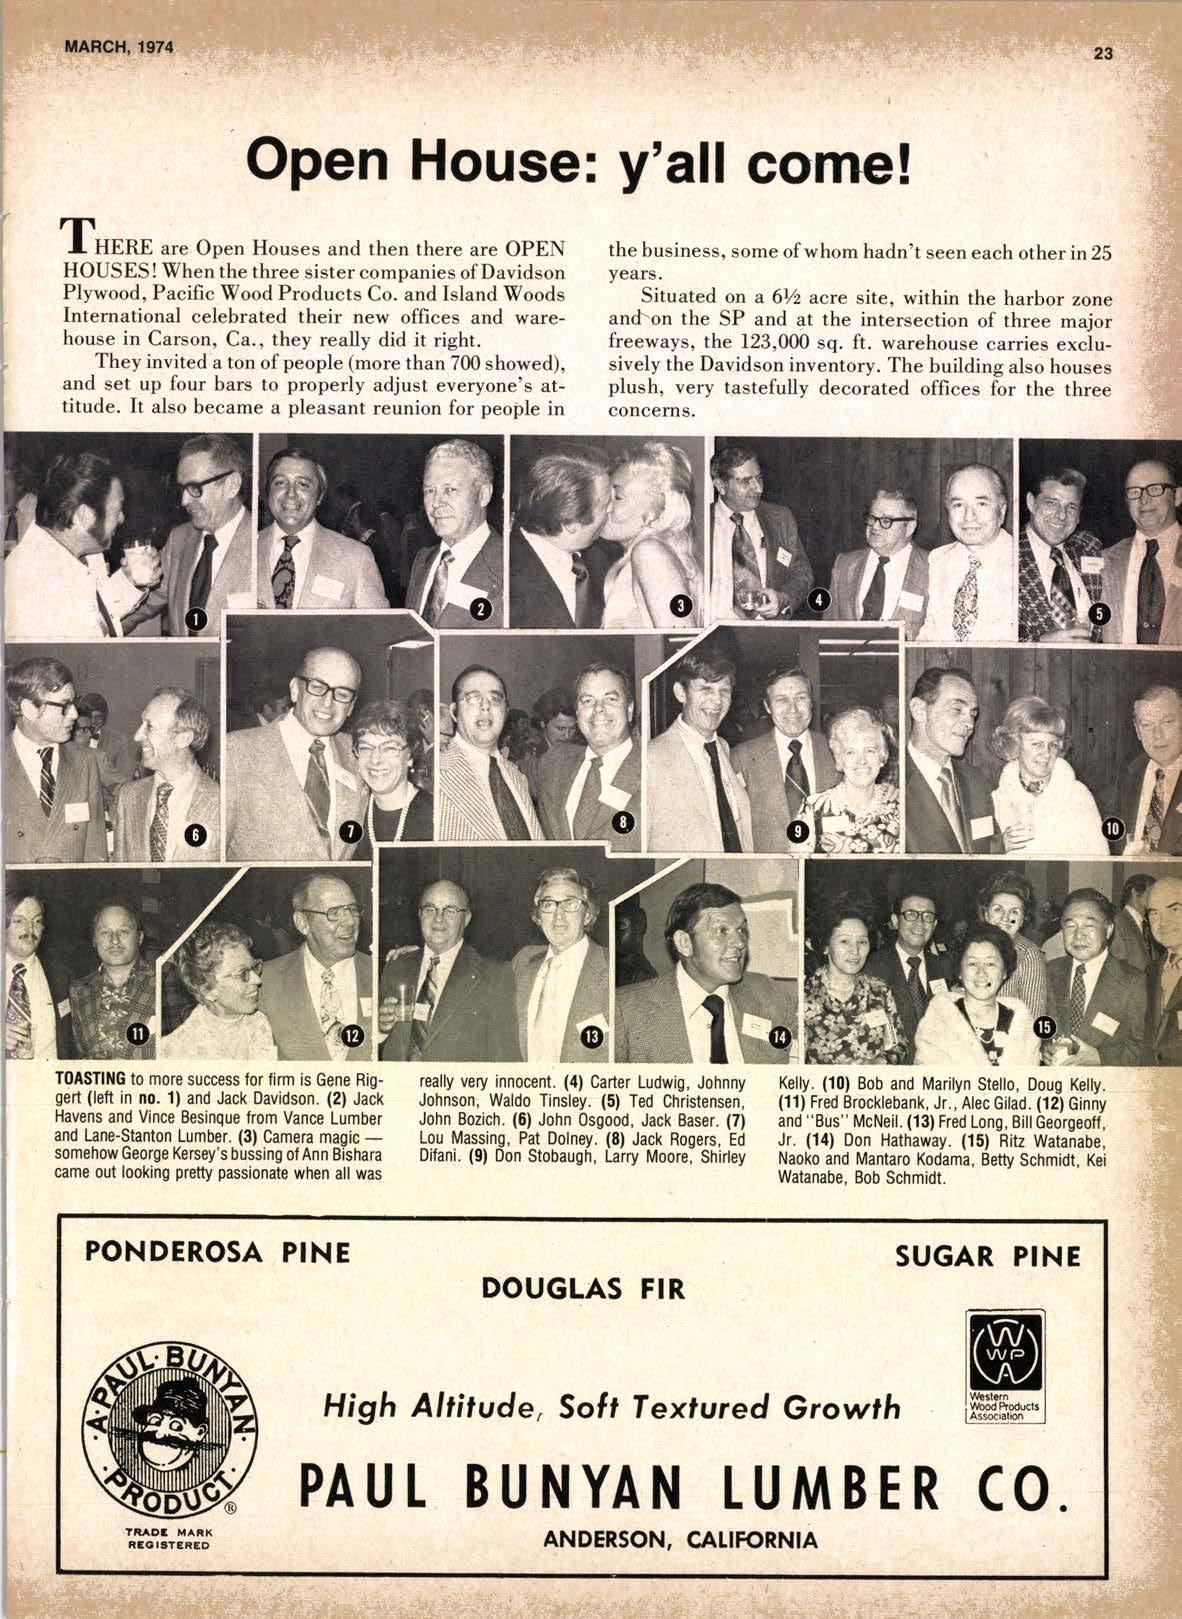 MARCH, 1974
23
Open House: y'all come!
THERE are Open Houses and then there are OPEN
HOUSES! When the three sister companies of Davidson
Plywood, Pacific Wood Products Co. and Island Woods
International celebrated their new offices and ware-
house in Carson, Ca., they really did it right.
They invited a ton of people (more than 700 showed),
and set up four bars to properly adjust everyone's at-
titude. It also became a pleasant reunion for people in
the business, some of whom hadn't seen each other in 25
years.
Situated on a 6½ acre site, within the harbor zone
and on the SP and at the intersection of three major
freeways, the 123,000 sq. ft. warehouse carries exclu-
sively the Davidson inventory. The building also houses
plush, very tastefully decorated offices for the three
concerns.
1
2
3
4
5
6
7
8
9
10
11
12
13
14
15
TOASTING to more success for firm is Gene Rig-
gert (left in no. 1) and Jack Davidson. (2) Jack
Havens and Vince Besinque from Vance Lumber
and Lane-Stanton Lumber. (3) Camera magic —
somehow George Kersey's bussing of Ann Bishara
came out looking pretty passionate when all was
really very innocent. (4) Carter Ludwig, Johnny
Johnson, Waldo Tinsley. (5) Ted Christensen,
John Bozich. (6) John Osgood, Jack Baser. (7)
Lou Massing, Pat Dolney. (8) Jack Rogers, Ed
Difani. (9) Don Stobaugh, Larry Moore, Shirley
Kelly. (10) Bob and Marilyn Stello, Doug Kelly.
(11) Fred Brocklebank, Jr., Alec Gilad. (12) Ginny
and "Bus" McNeil. (13) Fred Long, Bill Georgeoff,
Jr. (14) Don Hathaway. (15) Ritz Watanabe,
Naoko and Mantaro Kodama, Betty Schmidt, Kei
Watanabe, Bob Schmidt.
PONDEROSA PINE
SUGAR PINE
DOUGLAS FIR
A·PAUL·BUNYAN·PRODUCT·
®
TRADE MARK
REGISTERED
High Altitude, Soft Textured Growth
WWPA
Western
Wood Products
Association
PAUL BUNYAN LUMBER CO.
ANDERSON, CALIFORNIA